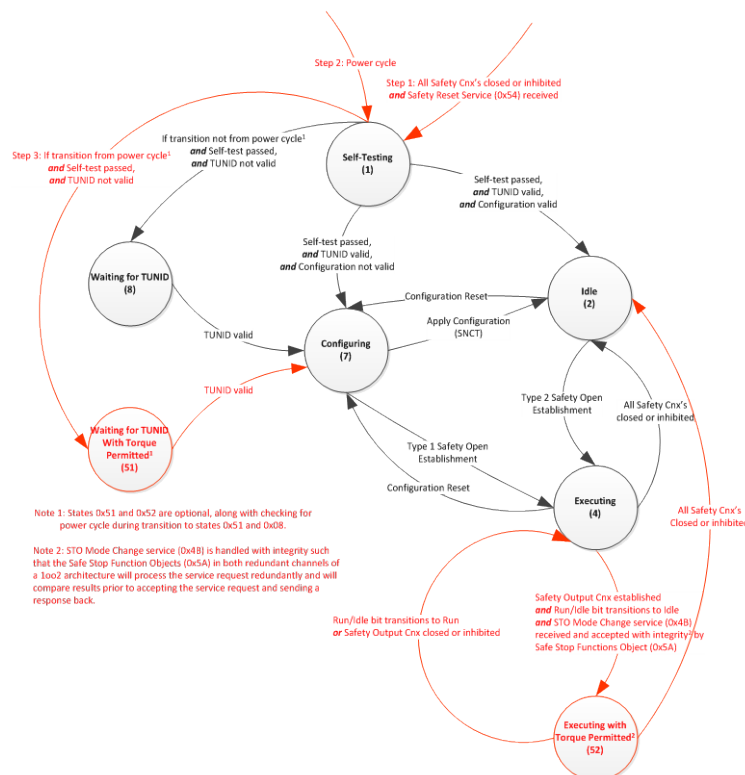 Step 2: Power cycle
Step 1: All Safety Cnx's closed or inhibited
and Safety Reset Service (0x54) received
If transition not from power cycle¹
and Self-test passed,
and TUNID not valid
Step 3: If transition from power cycle¹
and Self-test passed,
and TUNID not valid
Self-Testing
(1)
Self-test passed,
and TUNID valid,
and Configuration valid
Self-test passed,
and TUNID valid,
and Configuration not valid
Waiting for TUNID
(8)
Idle
(2)
Configuration Reset
Apply Configuration
(SNCT)
TUNID valid
Configuring
(7)
TUNID valid
Waiting for TUNID
With Torque
Permitted³
(51)
Type 2 Safety Open
Establishment
All Safety Cnx's
closed or inhibited
Type 1 Safety Open
Establishment
Configuration Reset
Executing
(4)
All Safety Cnx's
Closed or inhibited
Note 1: States 0x51 and 0x52 are optional, along with checking for
power cycle during transition to states 0x51 and 0x08.
Note 2: STO Mode Change service (0x4B) is handled with integrity such
that the Safe Stop Function Objects (0x5A) in both redundant channels of
a 1oo2 architecture will process the service request redundantly and will
compare results prior to accepting the service request and sending a
response back.
Run/Idle bit transitions to Run
or Safety Output Cnx closed or inhibited
Safety Output Cnx established
and Run/Idle bit transitions to Idle
and STO Mode Change service (0x4B)
received and accepted with integrity² by
Safe Stop Functions Object (0x5A)
Executing with
Torque Permitted²
(52)